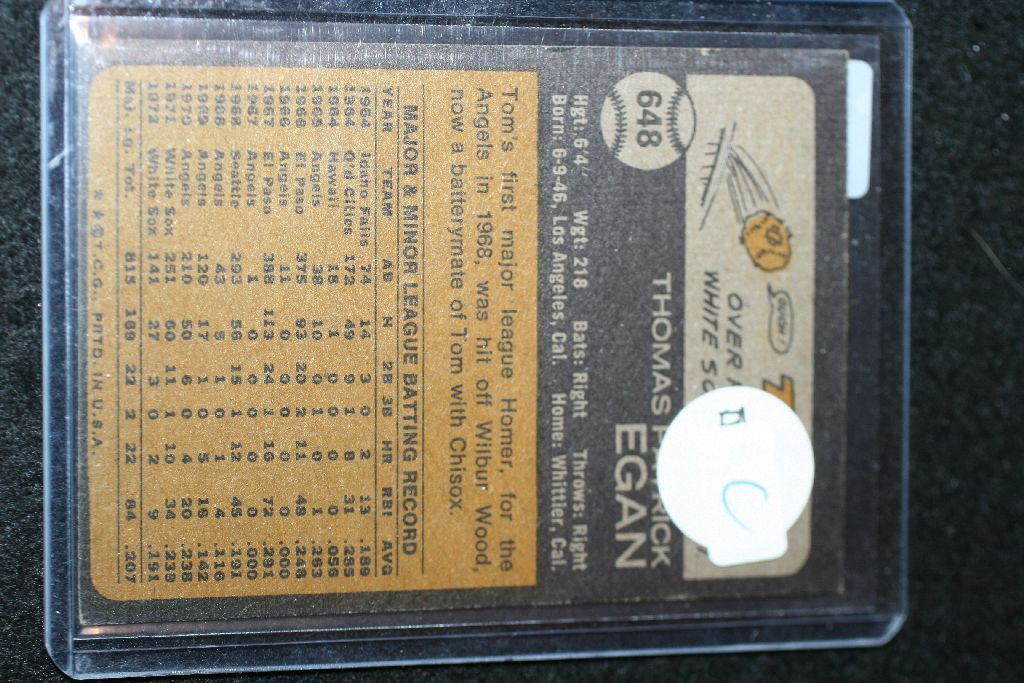 648
OVER
WHITE
THOMAS
EGAN
Hgt: 6'4" Wgt: 218 Bats: Right Throws: Right
Born: 6-9-46, Los Angeles, Cal. Home: Whittier, Cal.
Tom's first major league Homer, for the
Angels in 1968, was hit off Wilbur Wood,
now a batterymate of Tom with Chisox.
MAJOR & MINOR LEAGUE BATTING RECORD
YEAR TEAM AB H 2B 3B HR RBI AVG
1964 Idaho Falls 74 14 3 0 2 13 .189
1964 Q'd Cities 172 49 9 1 8 31 .285
1964 Hawaii 18 1 0 0 0 0 .056
1965 Angels 38 10 0 1 0 1 .263
1966 El Paso 375 93 20 2 11 49 .248
1966 Angels 11 0 0 0 0 0 .000
1967 El Paso 388 113 24 1 16 72 .291
1967 Angels 1 0 0 0 0 0 .000
1968 Seattle 293 56 15 1 12 45 .191
1968 Angels 43 5 1 0 1 4 .116
1969 Angels 120 17 1 0 5 16 .142
1970 Angels 210 50 6 0 4 20 .238
1971 White Sox 251 60 11 1 10 34 .239
1972 White Sox 141 27 3 0 2 9 .191
Maj. Lg. Tot. 815 169 22 2 22 84 .207
* * © T.C.G., PRTD. IN U.S.A.
C